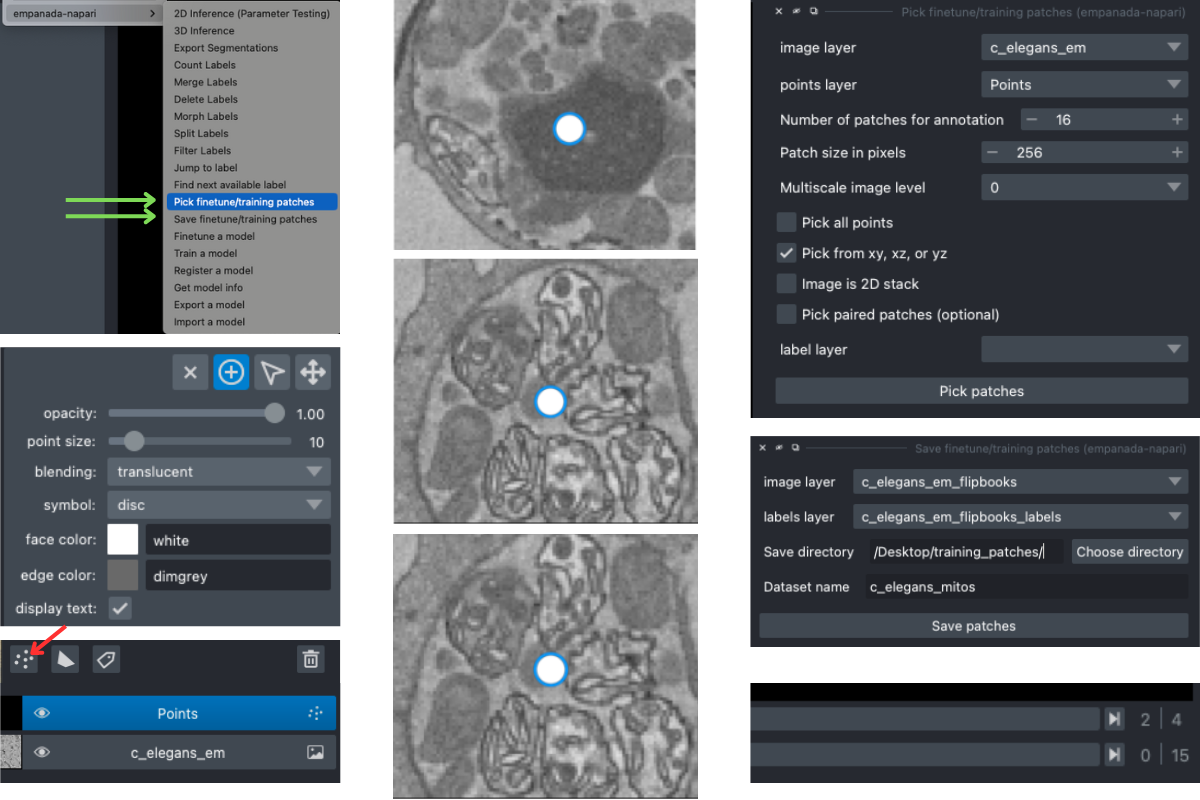 empanada-napari
2D Inference (Parameter Testing)
3D Inference
Export Segmentations
Count Labels
Merge Labels
Delete Labels
Morph Labels
Split Labels
Filter Labels
Jump to label
Find next available label
Pick finetune/training patches
Save finetune/training patches
Finetune a model
Train a model
Register a model
Get model info
Export a model
Import a model
opacity: 1.00
point size: 10
blending: translucent
symbol: disc
face color: white
edge color: dimgrey
display text:
Points
c_elegans_em
Pick finetune/training patches (empanada-napari)
image layer c_elegans_em
points layer Points
Number of patches for annotation − 16 +
Patch size in pixels − 256 +
Multiscale image level 0
Pick all points
Pick from xy, xz, or yz
Image is 2D stack
Pick paired patches (optional)
label layer
Pick patches
Save finetune/training patches (empanada-napari)
image layer c_elegans_em_flipbooks
labels layer c_elegans_em_flipbooks_labels
Save directory /Desktop/training_patches/ Choose directory
Dataset name c_elegans_mitos
Save patches
2 | 4
0 | 15